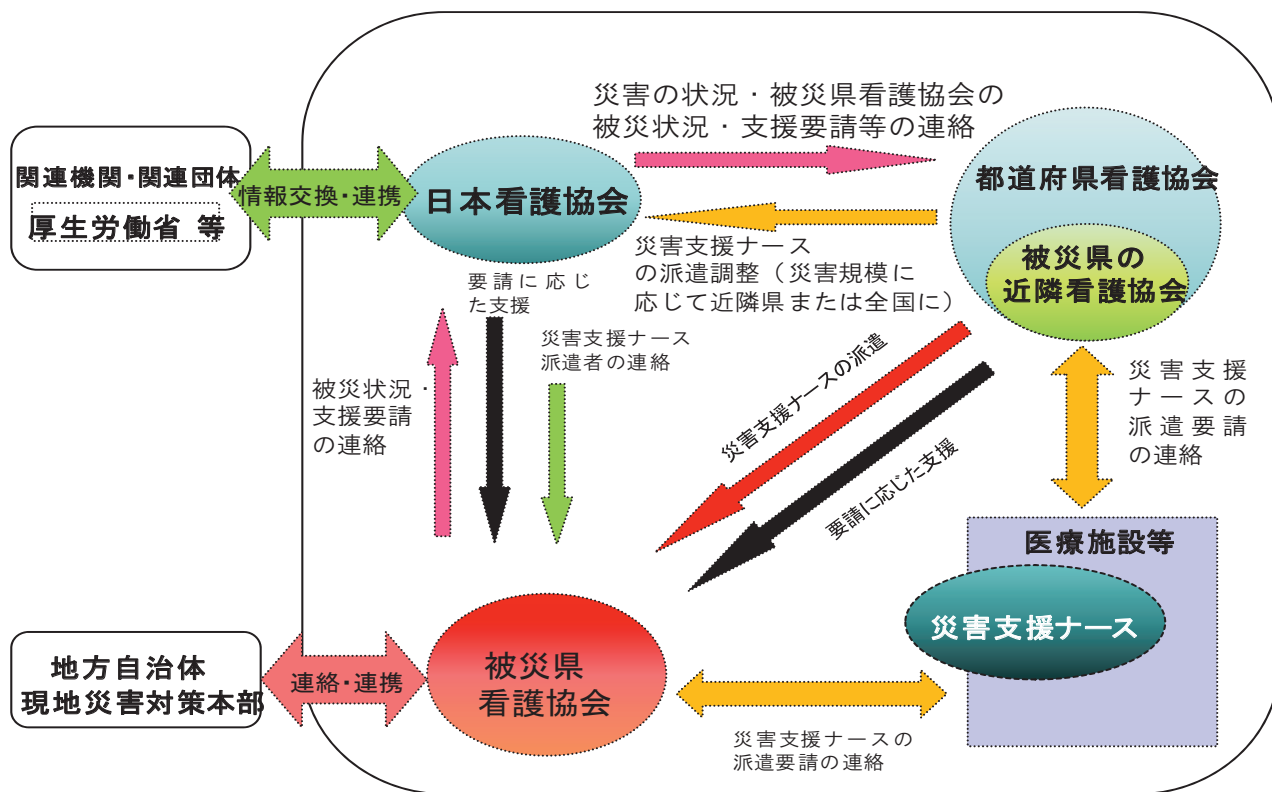 災害の状況・被災県看護協会の
被災状況・支援要請等の連絡
関連機関・関連団体
厚生労働省 等
情報交換・連携
日本看護協会
都道府県看護協会
被災県の
近隣看護協会
災害支援ナース
の派遣調整（災害規模に
応じて近隣県または全国に）
要請に応じ
た支援
災害支援ナース
派遣者の連絡
被災状況・
支援要請
の連絡
災害支援ナースの派遣
要請に応じた支援
災害支援
ナースの
派遣要請
の連絡
医療施設等
災害支援ナース
地方自治体
現地災害対策本部
連絡・連携
被災県
看護協会
災害支援ナースの
派遣要請の連絡